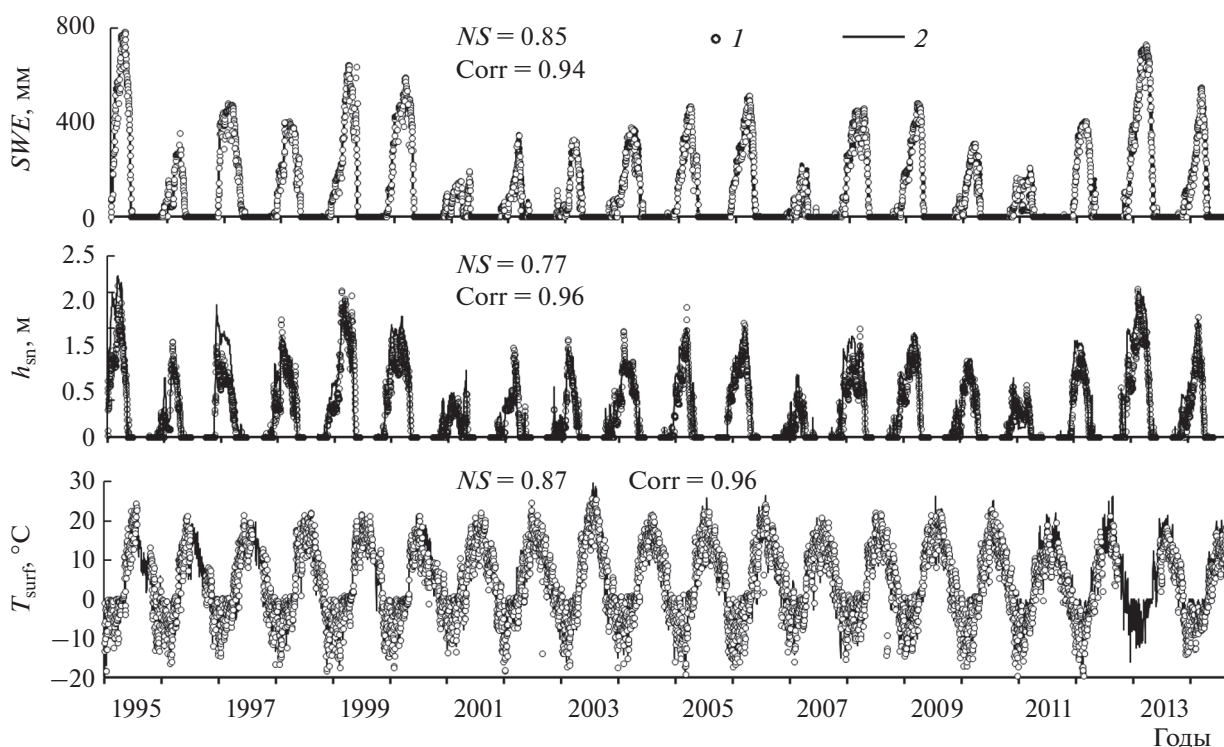 800
400
0
SWE, мм
NS = 0.85
Corr = 0.94
1
2
2.5
2.0
1.5
0.5
0
h_sn, м
NS = 0.77
Corr = 0.96
30
20
10
0
−10
−20
T_surf, °C
NS = 0.87 Corr = 0.96
1995 1997 1999 2001 2003 2005 2007 2009 2011 2013
Годы